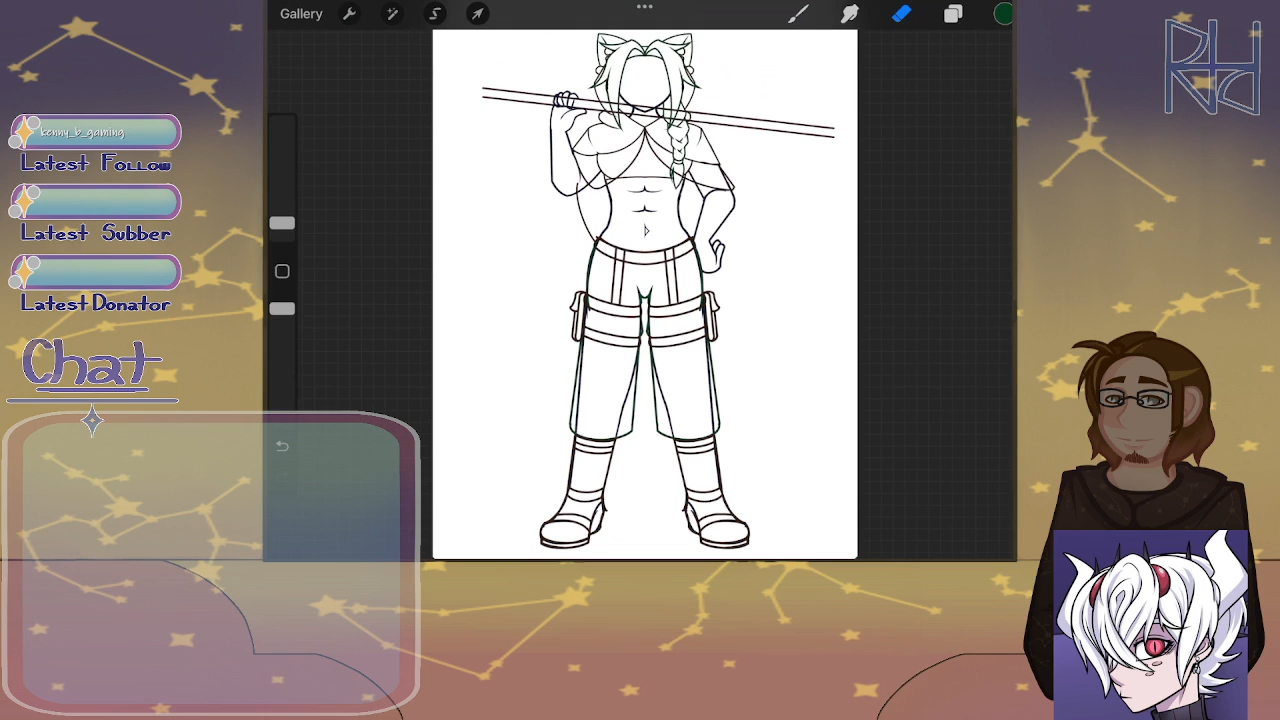 Gallery
kenny_b_gaming
Latest Follow
Latest Subber
Latest Donator
Chat